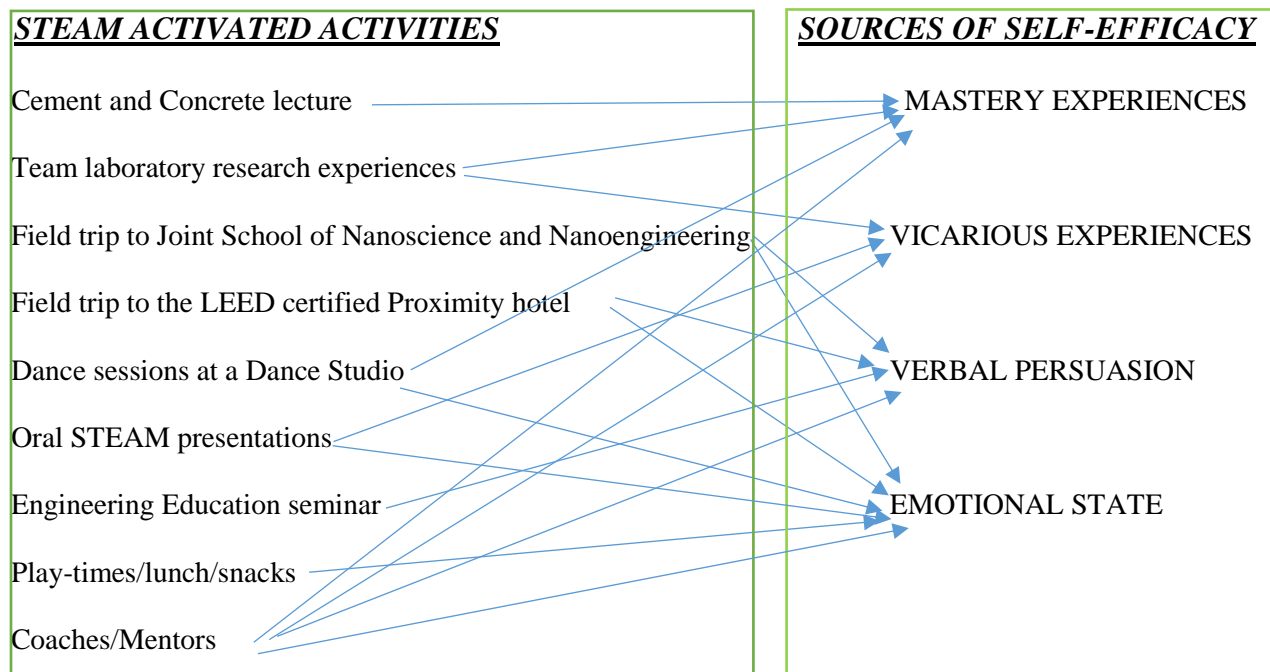 STEAM ACTIVATED ACTIVITIES
Cement and Concrete lecture
Team laboratory research experiences
Field trip to Joint School of Nanoscience and Nanoengineering
Field trip to the LEED certified Proximity hotel
Dance sessions at a Dance Studio
Oral STEAM presentations
Engineering Education seminar
Play-times/lunch/snacks
Coaches/Mentors
SOURCES OF SELF-EFFICACY
MASTERY EXPERIENCES
VICARIOUS EXPERIENCES
VERBAL PERSUASION
EMOTIONAL STATE